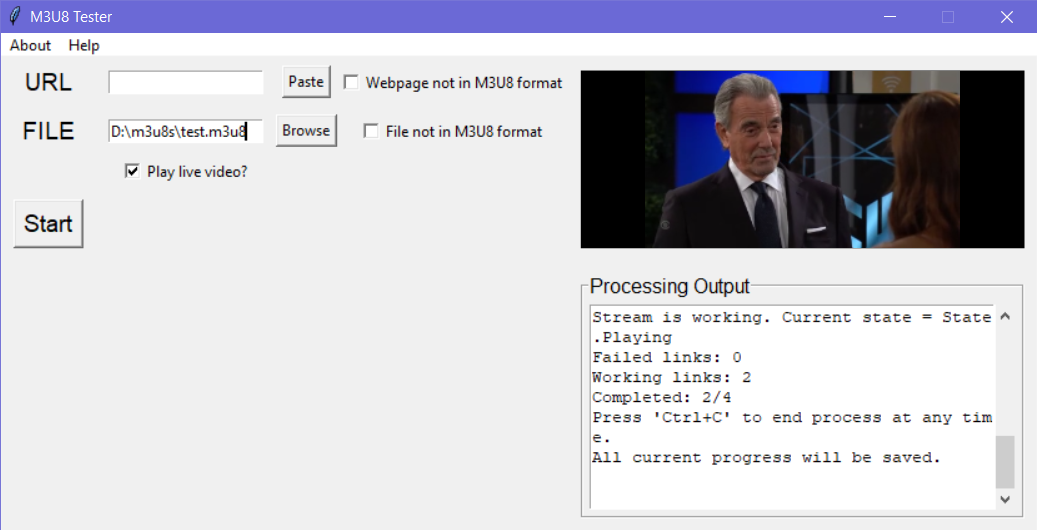 M3U8 Tester
About Help
URL Paste Webpage not in M3U8 format
FILE D:\m3u8s\test.m3u8 Browse File not in M3U8 format
Play live video?
Start
Processing Output
Stream is working. Current state = State
.Playing
Failed links: 0
Working links: 2
Completed: 2/4
Press 'Ctrl+C' to end process at any tim
e.
All current progress will be saved.